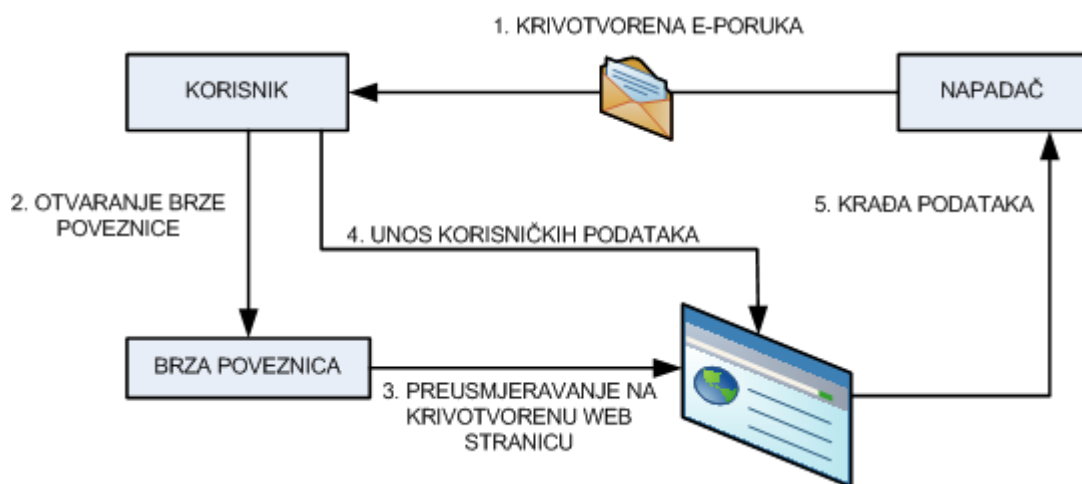 1. KRIVOTVORENA E-PORUKA
KORISNIK
NAPADAČ
2. OTVARANJE BRZE
POVEZNICE
4. UNOS KORISNIČKIH PODATAKA
5. KRAĐA PODATAKA
BRZA POVEZNICA
3. PREUSMJERAVANJE NA
KRIVOTVORENU WEB
STRANICU